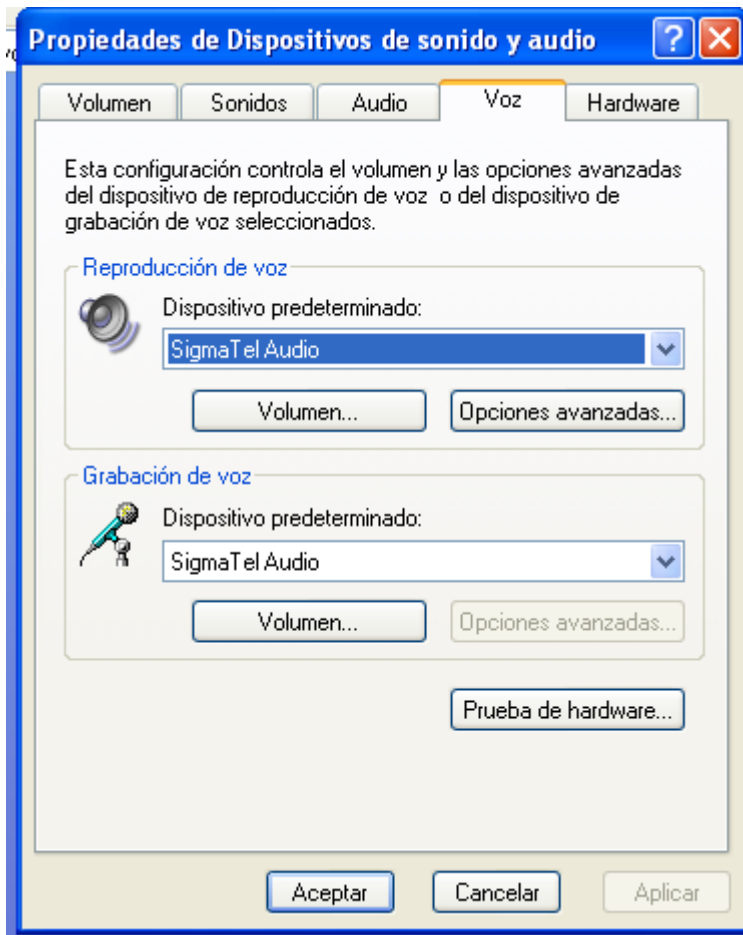 Propiedades de Dispositivos de sonido y audio
Volumen Sonidos Audio Voz Hardware
Esta configuración controla el volumen y las opciones avanzadas
del dispositivo de reproducción de voz o del dispositivo de
grabación de voz seleccionados.
Reproducción de voz
Dispositivo predeterminado:
SigmaTel Audio
Volumen... Opciones avanzadas...
Grabación de voz
Dispositivo predeterminado:
SigmaTel Audio
Volumen... Opciones avanzadas...
Prueba de hardware...
Aceptar Cancelar Aplicar